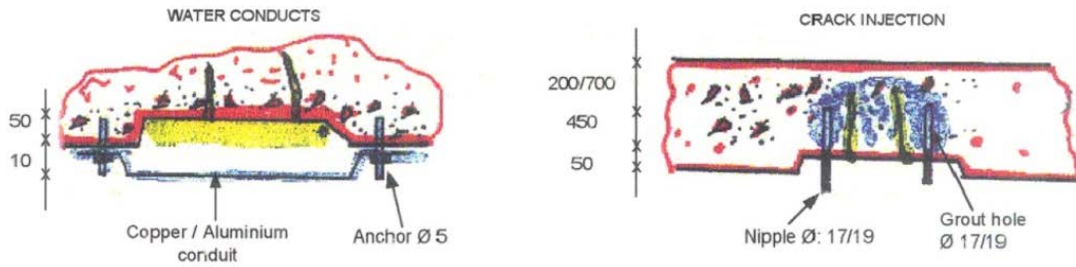 WATER CONDUCTS
50
10
Copper / Aluminium
conduit
Anchor Ø 5
CRACK INJECTION
200/700
450
50
Nipple Ø: 17/19
Grout hole
Ø 17/19